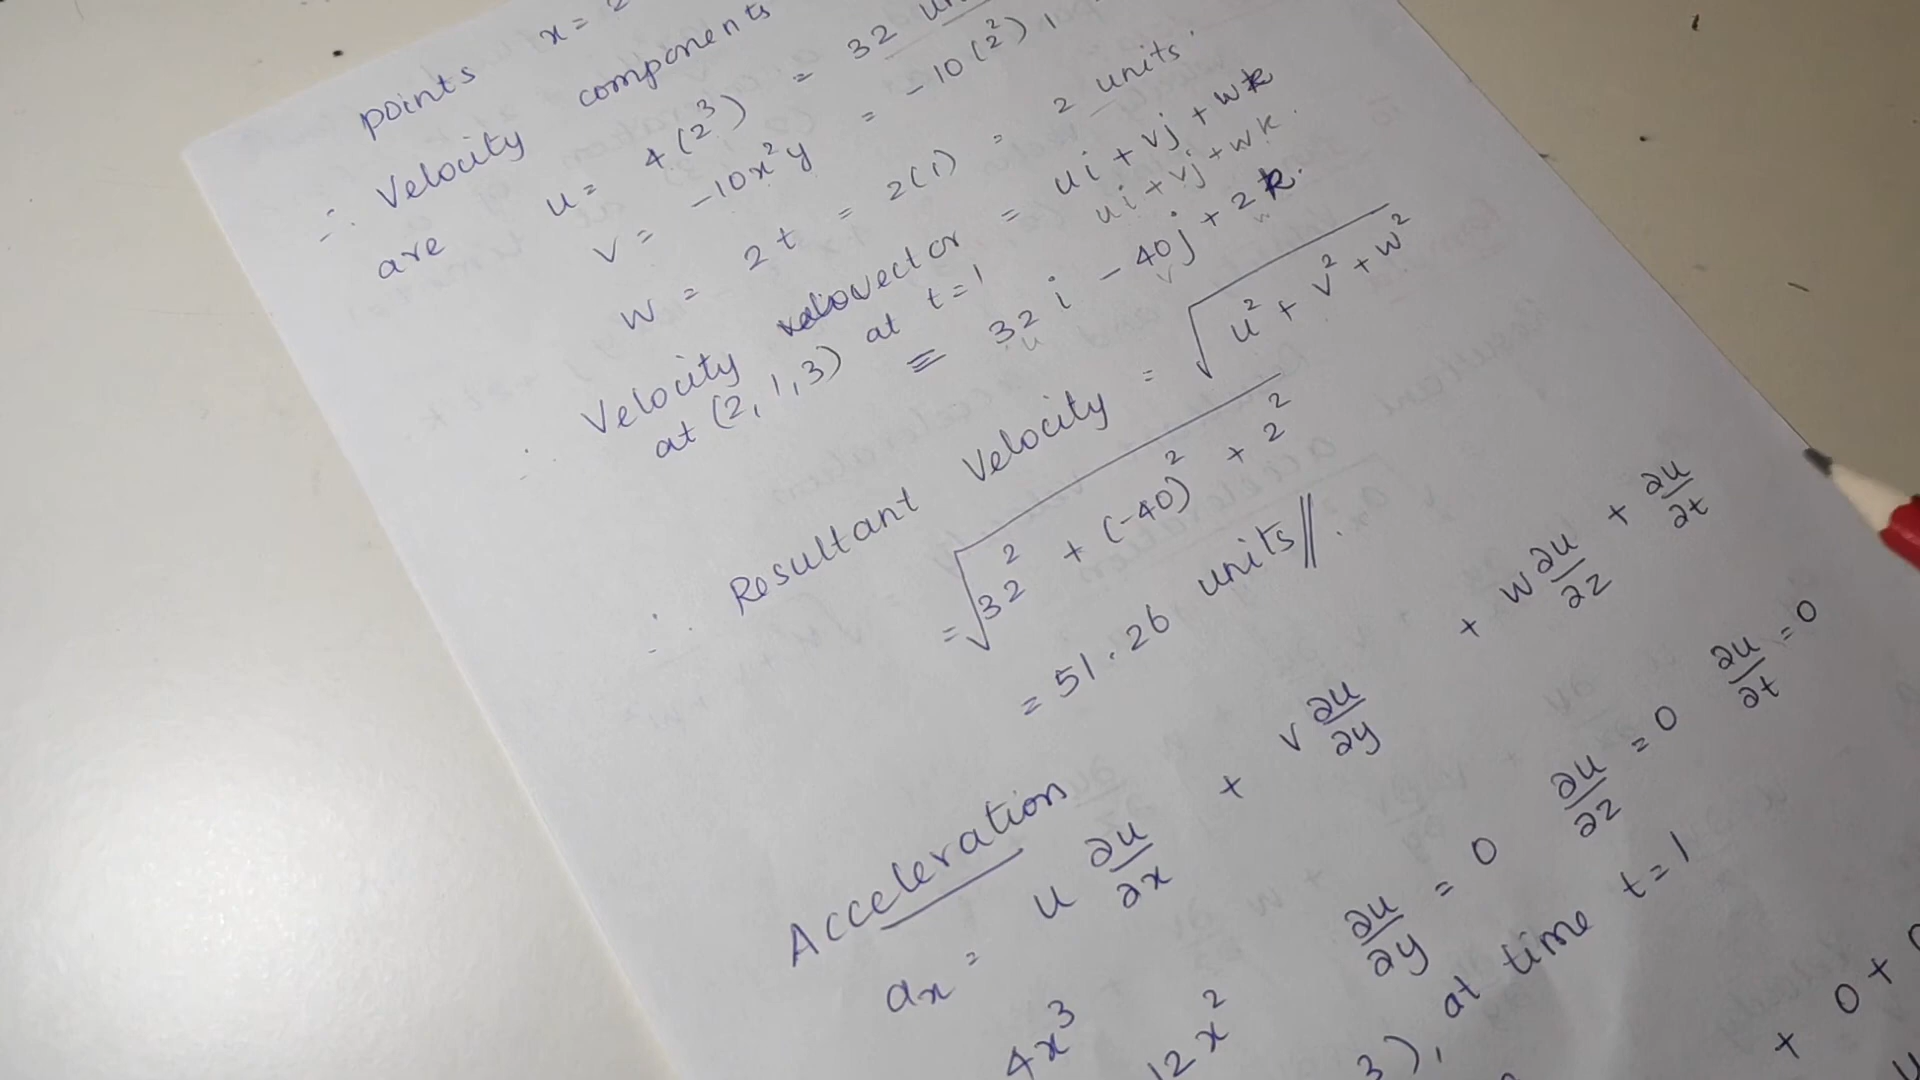 points x = 2
∴ Velocity components
are u = 4(2³) = 32
v = -10x²y = -10(2²)
w = 2t = 2(1) = 2 units.
∴ Velocity vector = ui + vj + wk
ui + vj + wk.
at (2,1,3) at t=1 ≡ 32i - 40j + 2k.
u v w
∴ Resultant Velocity = √(u² + v² + w²)
= √(32² + (-40)² + 2²)
= 51.26 units//.
Acceleration
ax = u ∂u/∂x + v ∂u/∂y + w ∂u/∂z + ∂u/∂t
4x³
12x² ∂u/∂y = 0 ∂u/∂z = 0 ∂u/∂t = 0
3), at time t=1
+ 0 +